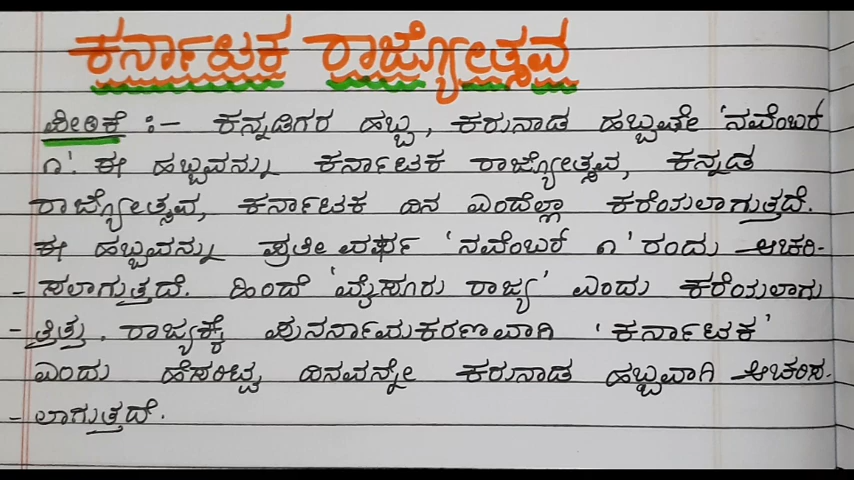 ಕರ್ನಾಟಕ ರಾಜ್ಯೋತ್ಸವ
ಪೀಠಿಕೆ :- ಕನ್ನಡಿಗರ ಹಬ್ಬ, ಕರುನಾಡ ಹಬ್ಬವೇ 'ನವೆಂಬರ್
೧'. ಈ ಹಬ್ಬವನ್ನು ಕರ್ನಾಟಕ ರಾಜ್ಯೋತ್ಸವ, ಕನ್ನಡ
ರಾಜ್ಯೋತ್ಸವ, ಕರ್ನಾಟಕ ದಿನ ಎಂದೆಲ್ಲಾ ಕರೆಯಲಾಗುತ್ತದೆ.
ಈ ಹಬ್ಬವನ್ನು ಪ್ರತೀ ವರ್ಷ 'ನವೆಂಬರ್ ೧' ರಂದು ಆಚರಿ-
- ಸಲಾಗುತ್ತದೆ. ಹಿಂದೆ 'ಮೈಸೂರು ರಾಜ್ಯ' ಎಂದು ಕರೆಯಲಾಗು
- ತ್ತಿತ್ತು. ರಾಜ್ಯಕ್ಕೆ ಪುನರ್ನಾಮಕರಣವಾಗಿ 'ಕರ್ನಾಟಕ'
ಎಂದು ಹೆಸರಿಟ್ಟ ದಿನವನ್ನೇ ಕರುನಾಡ ಹಬ್ಬವಾಗಿ ಆಚರಿಸ-
- ಲಾಗುತ್ತದೆ.